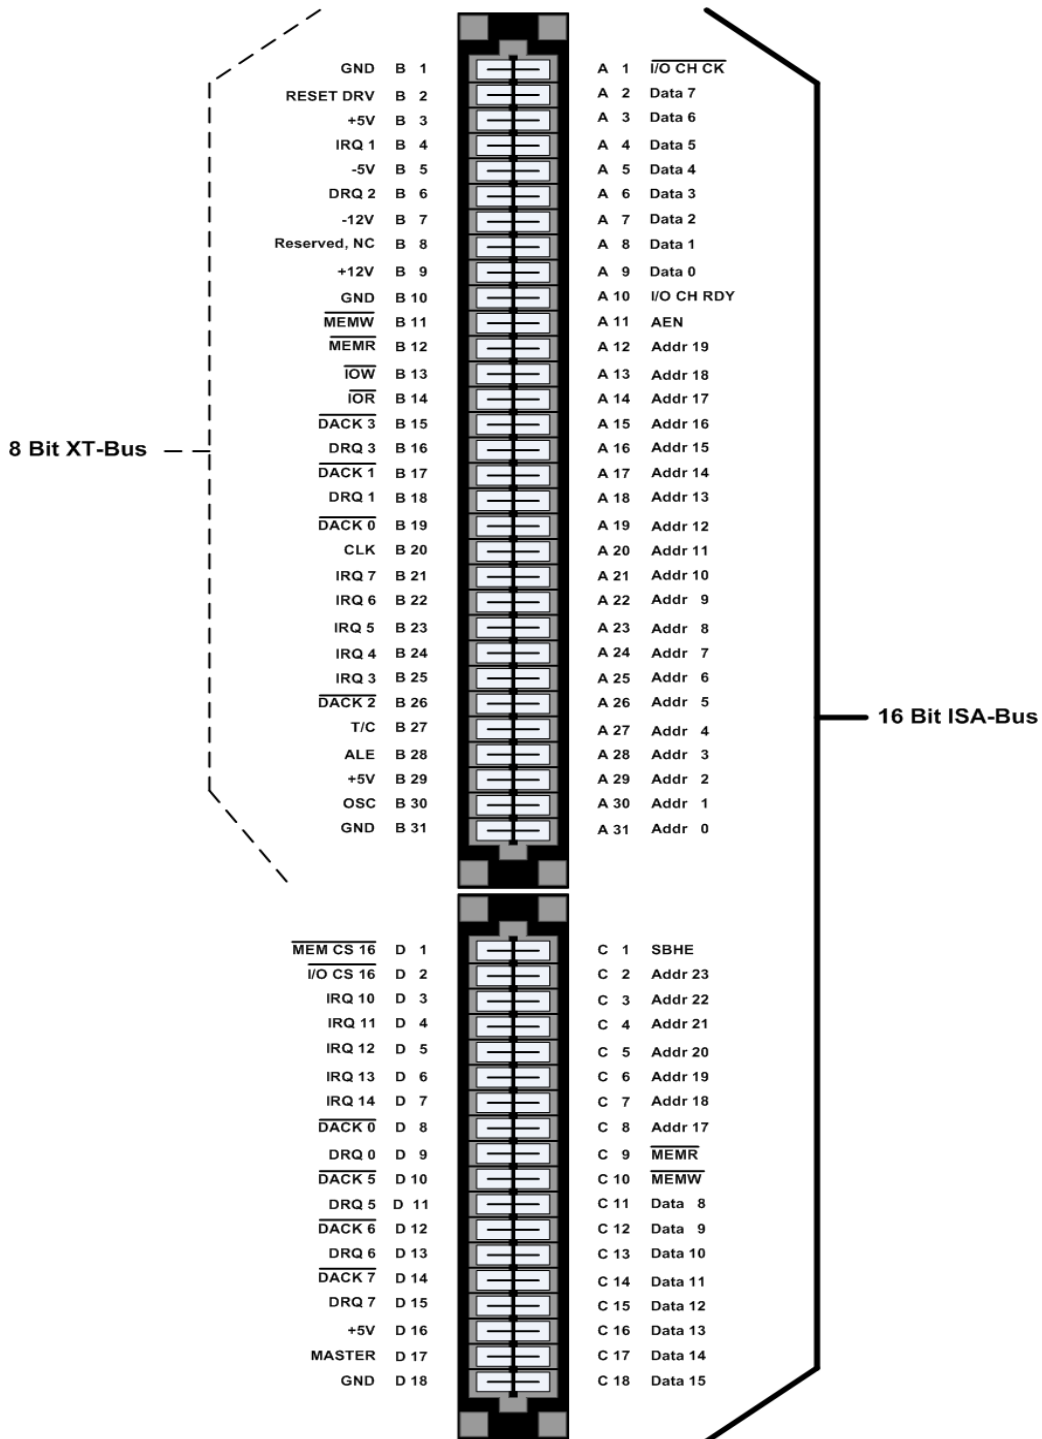 GND B 1 A 1 I/O CH CK
RESET DRV B 2 A 2 Data 7
+5V B 3 A 3 Data 6
IRQ 1 B 4 A 4 Data 5
-5V B 5 A 5 Data 4
DRQ 2 B 6 A 6 Data 3
-12V B 7 A 7 Data 2
Reserved, NC B 8 A 8 Data 1
+12V B 9 A 9 Data 0
GND B 10 A 10 I/O CH RDY
MEMW B 11 A 11 AEN
MEMR B 12 A 12 Addr 19
IOW B 13 A 13 Addr 18
IOR B 14 A 14 Addr 17
DACK 3 B 15 A 15 Addr 16
8 Bit XT-Bus
DRQ 3 B 16 A 16 Addr 15
DACK 1 B 17 A 17 Addr 14
DRQ 1 B 18 A 18 Addr 13
DACK 0 B 19 A 19 Addr 12
CLK B 20 A 20 Addr 11
IRQ 7 B 21 A 21 Addr 10
IRQ 6 B 22 A 22 Addr 9
IRQ 5 B 23 A 23 Addr 8
IRQ 4 B 24 A 24 Addr 7
IRQ 3 B 25 A 25 Addr 6
DACK 2 B 26 A 26 Addr 5
16 Bit ISA-Bus
T/C B 27 A 27 Addr 4
ALE B 28 A 28 Addr 3
+5V B 29 A 29 Addr 2
OSC B 30 A 30 Addr 1
GND B 31 A 31 Addr 0
MEM CS 16 D 1 C 1 SBHE
I/O CS 16 D 2 C 2 Addr 23
IRQ 10 D 3 C 3 Addr 22
IRQ 11 D 4 C 4 Addr 21
IRQ 12 D 5 C 5 Addr 20
IRQ 13 D 6 C 6 Addr 19
IRQ 14 D 7 C 7 Addr 18
DACK 0 D 8 C 8 Addr 17
DRQ 0 D 9 C 9 MEMR
DACK 5 D 10 C 10 MEMW
DRQ 5 D 11 C 11 Data 8
DACK 6 D 12 C 12 Data 9
DRQ 6 D 13 C 13 Data 10
DACK 7 D 14 C 14 Data 11
DRQ 7 D 15 C 15 Data 12
+5V D 16 C 16 Data 13
MASTER D 17 C 17 Data 14
GND D 18 C 18 Data 15